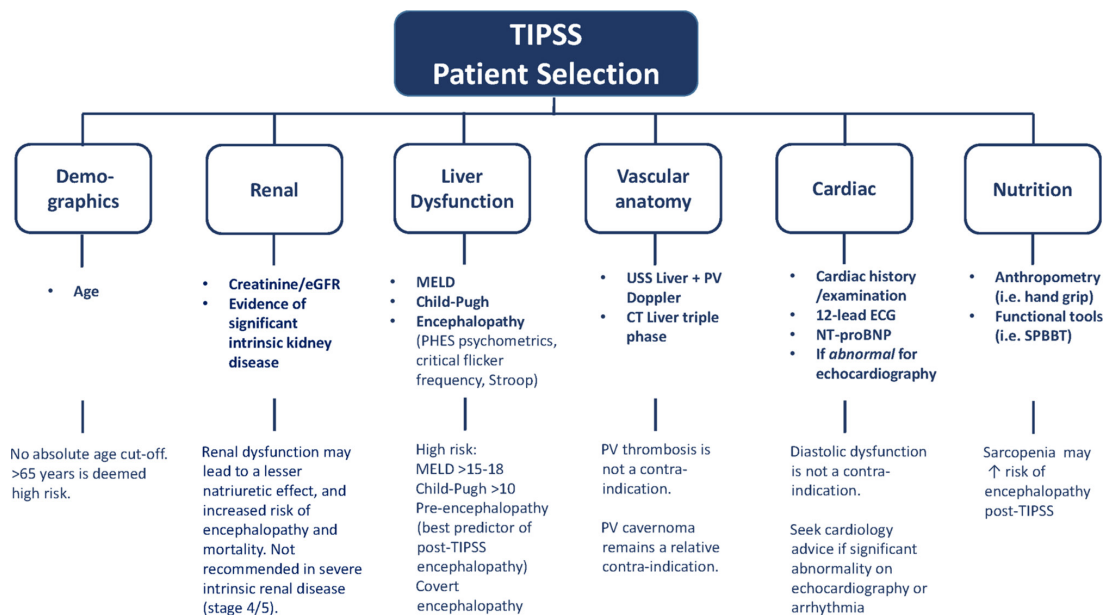 TIPSS
Patient Selection
Demo-
graphics
Renal
Liver
Dysfunction
Vascular
anatomy
Cardiac
Nutrition
• Age
• Creatinine/eGFR
• Evidence of
significant
intrinsic kidney
disease
• MELD
• Child-Pugh
• Encephalopathy
(PHES psychometrics,
critical flicker
frequency, Stroop)
• USS Liver + PV
Doppler
• CT Liver triple
phase
• Cardiac history
/examination
• 12-lead ECG
• NT-proBNP
• If abnormal for
echocardiography
• Anthropometry
(i.e. hand grip)
• Functional tools
(i.e. SPBBT)
No absolute age cut-off.
>65 years is deemed
high risk.
Renal dysfunction may
lead to a lesser
natriuretic effect, and
increased risk of
encephalopathy and
mortality. Not
recommended in severe
intrinsic renal disease
(stage 4/5).
High risk:
MELD >15-18
Child-Pugh >10
Pre-encephalopathy
(best predictor of
post-TIPSS
encephalopathy)
Covert
encephalopathy
PV thrombosis is
not a contra-
indication.
PV cavernoma
remains a relative
contra-indication.
Diastolic dysfunction
is not a contra-
indication.
Seek cardiology
advice if significant
abnormality on
echocardiography or
arrhythmia
Sarcopenia may
↑ risk of
encephalopathy
post-TIPSS